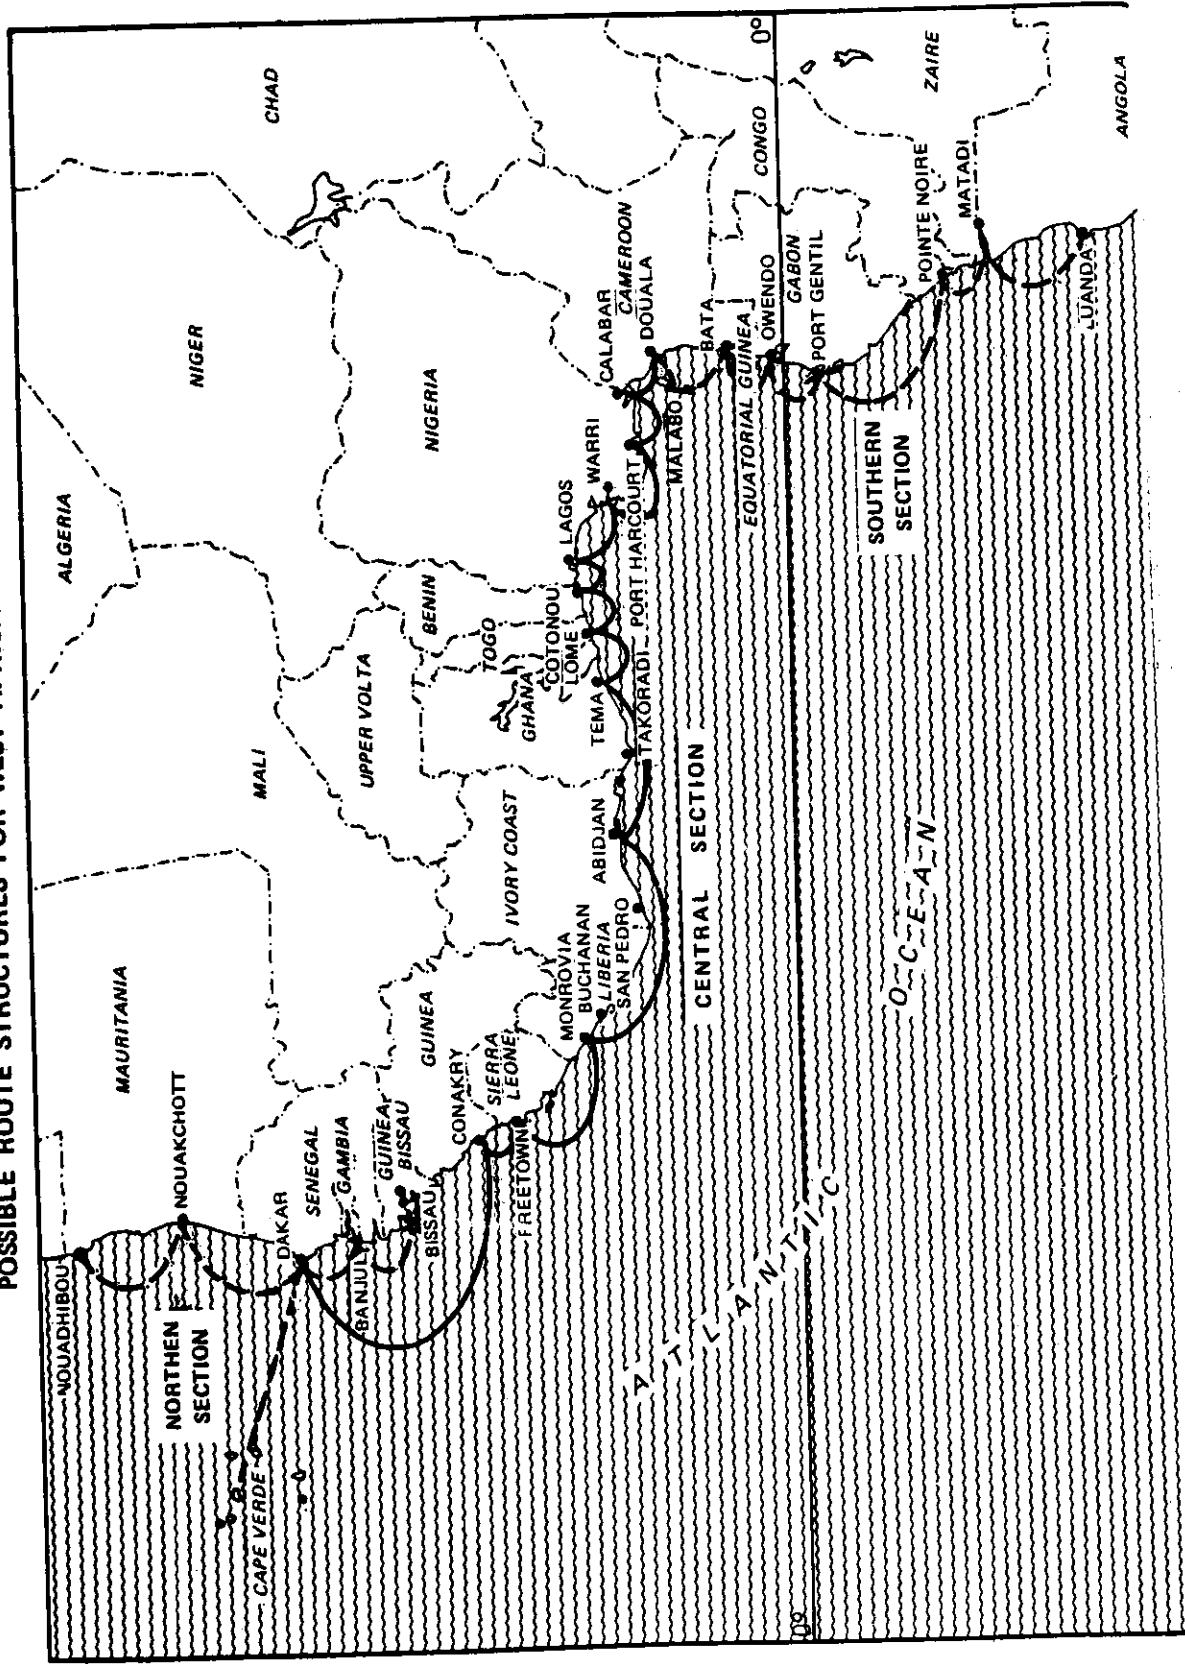 POSSIBLE ROUTE STRUCTURES FOR WEST AFRICA
ALGERIA
NIGER
CHAD
MALI
MAURITANIA
NOUADHIBOU
NOUAKCHOTT
NORTHEN
SECTION
CAPE VERDE
DAKAR
SENEGAL
GAMBIA
BANJUL
GUINEA
BISSAU
BISSAU
GUINEA
CONAKRY
SIERRA
LEONE
FREETOWN
MONROVIA
BUCHANAN
LIBERIA
SAN PEDRO
IVORY COAST
ABIDJAN
UPPER VOLTA
GHANA
TEMA
TAKORADI
TOGO
LOME
BENIN
COTONOU
NIGERIA
LAGOS
WARRI
PORT HARCOURT
CALABAR
CAMEROON
DOUALA
MALABO
CENTRAL SECTION
BATA
EQUATORIAL GUINEA
OWENDO
GABON
PORT GENTIL
CONGO
0°
0°
SOUTHERN
SECTION
POINTE NOIRE
ZAIRE
MATADI
LUANDA
ANGOLA
ATLANTIC
OCEAN